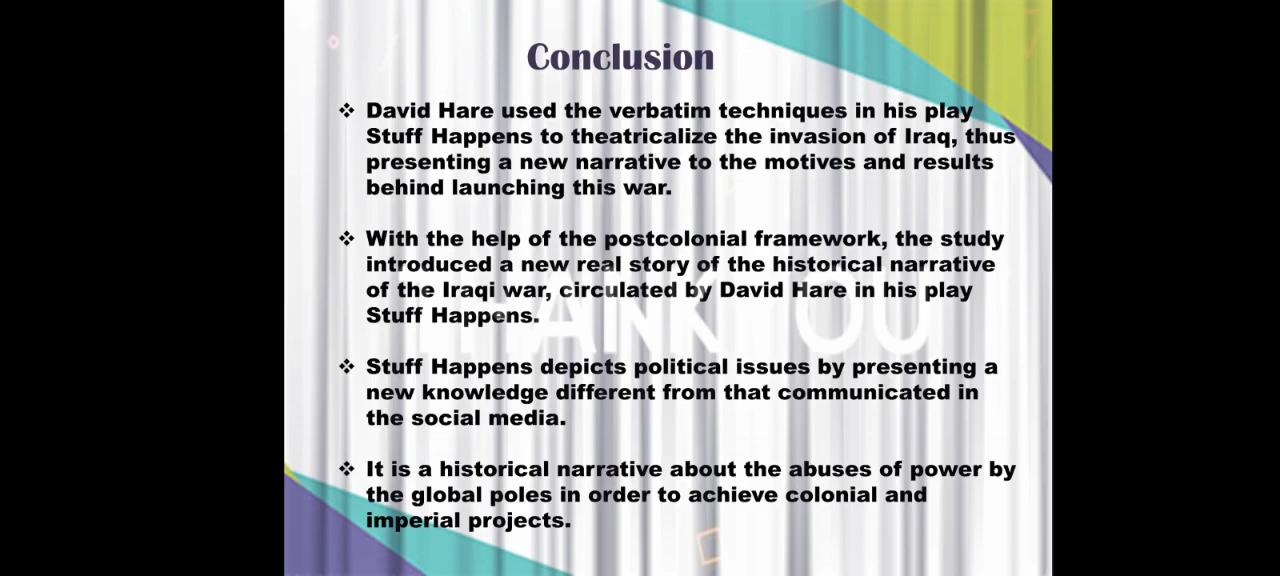 Conclusion
❖ David Hare used the verbatim techniques in his play
Stuff Happens to theatricalize the invasion of Iraq, thus
presenting a new narrative to the motives and results
behind launching this war.
❖ With the help of the postcolonial framework, the study
introduced a new real story of the historical narrative
of the Iraqi war, circulated by David Hare in his play
Stuff Happens.
❖ Stuff Happens depicts political issues by presenting a
new knowledge different from that communicated in
the social media.
❖ It is a historical narrative about the abuses of power by
the global poles in order to achieve colonial and
imperial projects.
THANK YOU